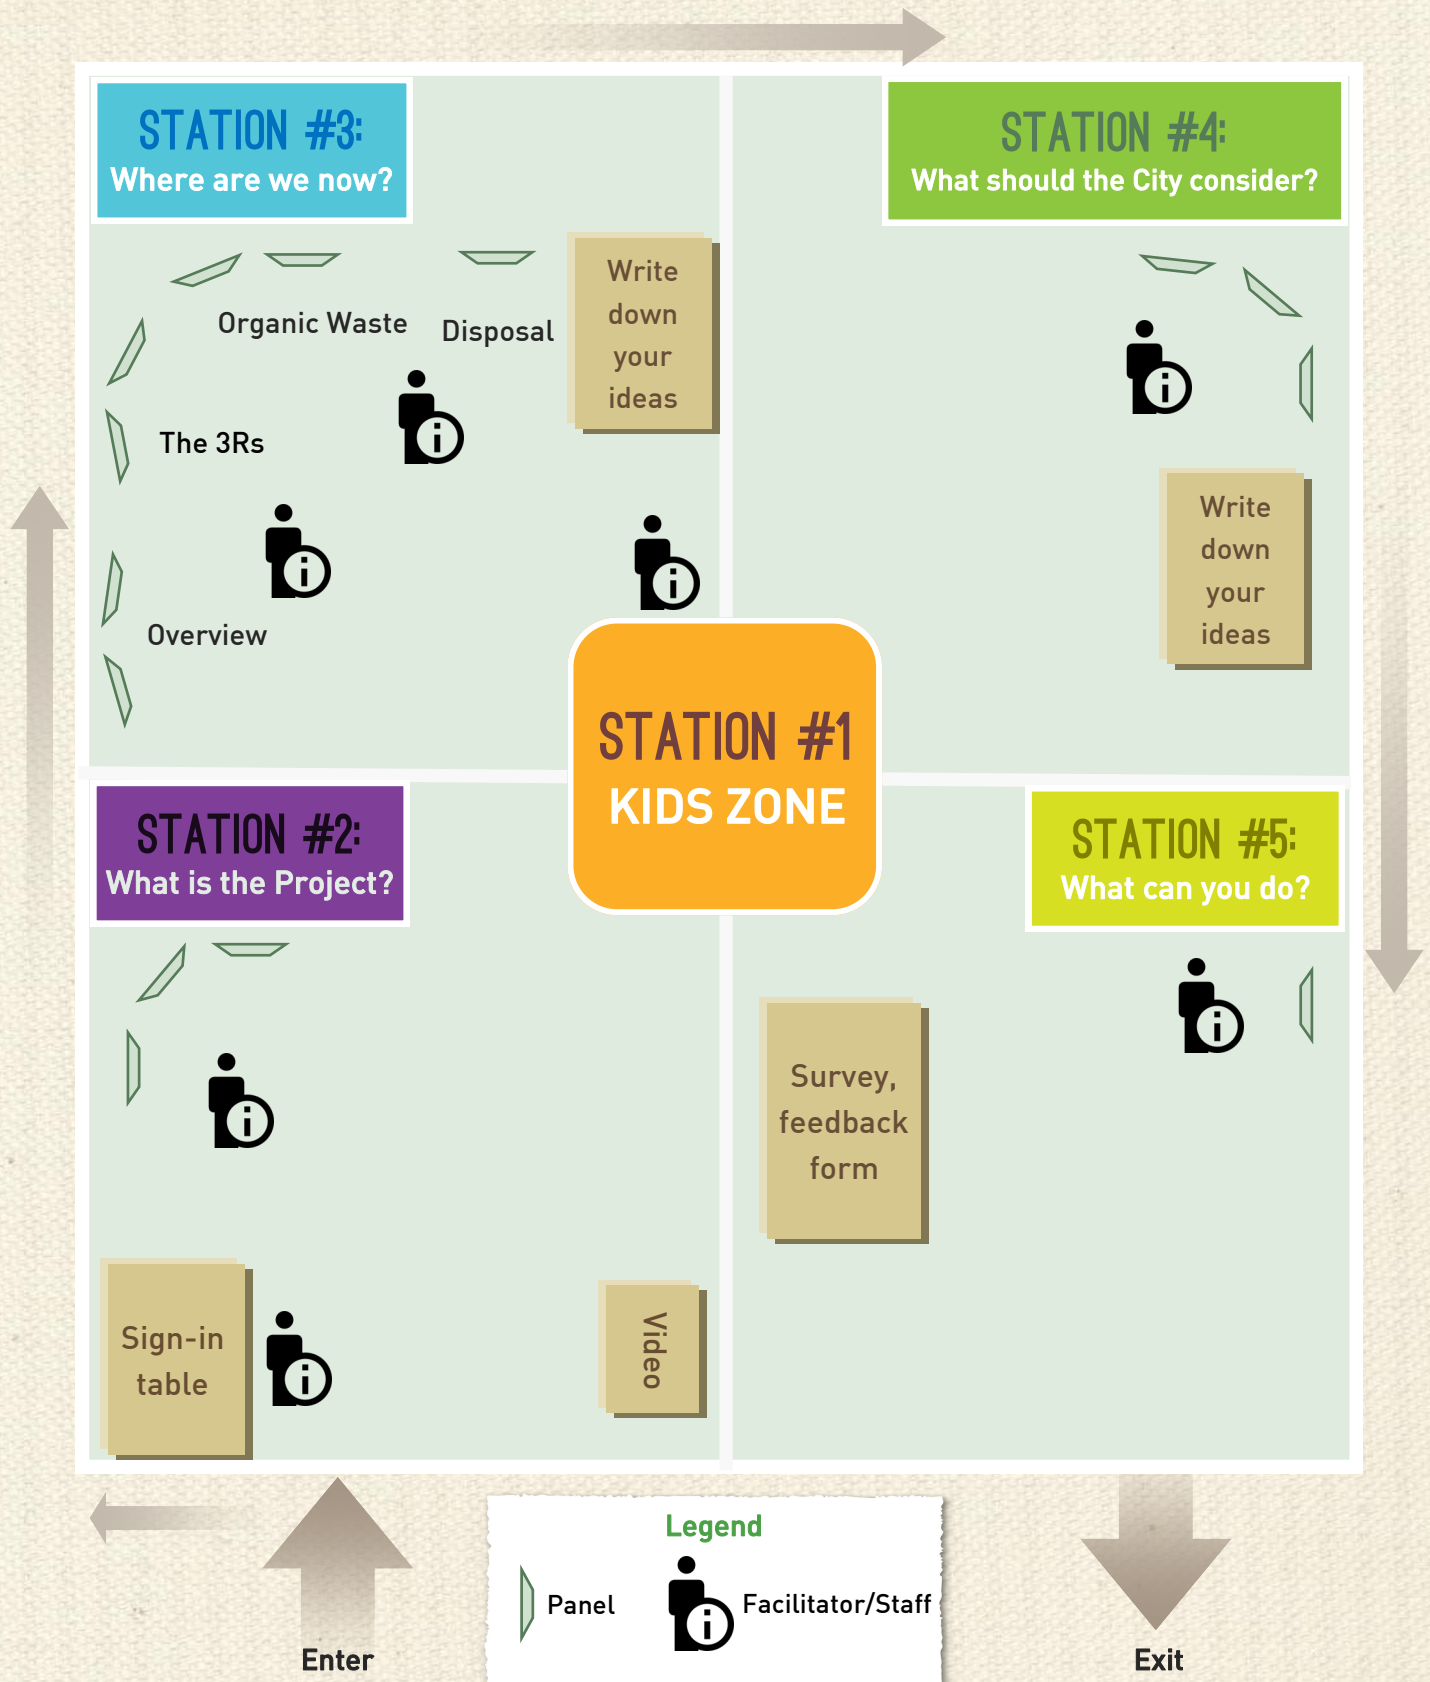 STATION #3:
Where are we now?
STATION #4:
What should the City consider?
Organic Waste
Disposal
Write
down
your
ideas
The 3Rs
Overview
Write
down
your
ideas
STATION #1
KIDS ZONE
STATION #2:
What is the Project?
STATION #5:
What can you do?
Survey,
feedback
form
Sign-in
table
Video
Legend
Panel
Facilitator/Staff
Enter
Exit